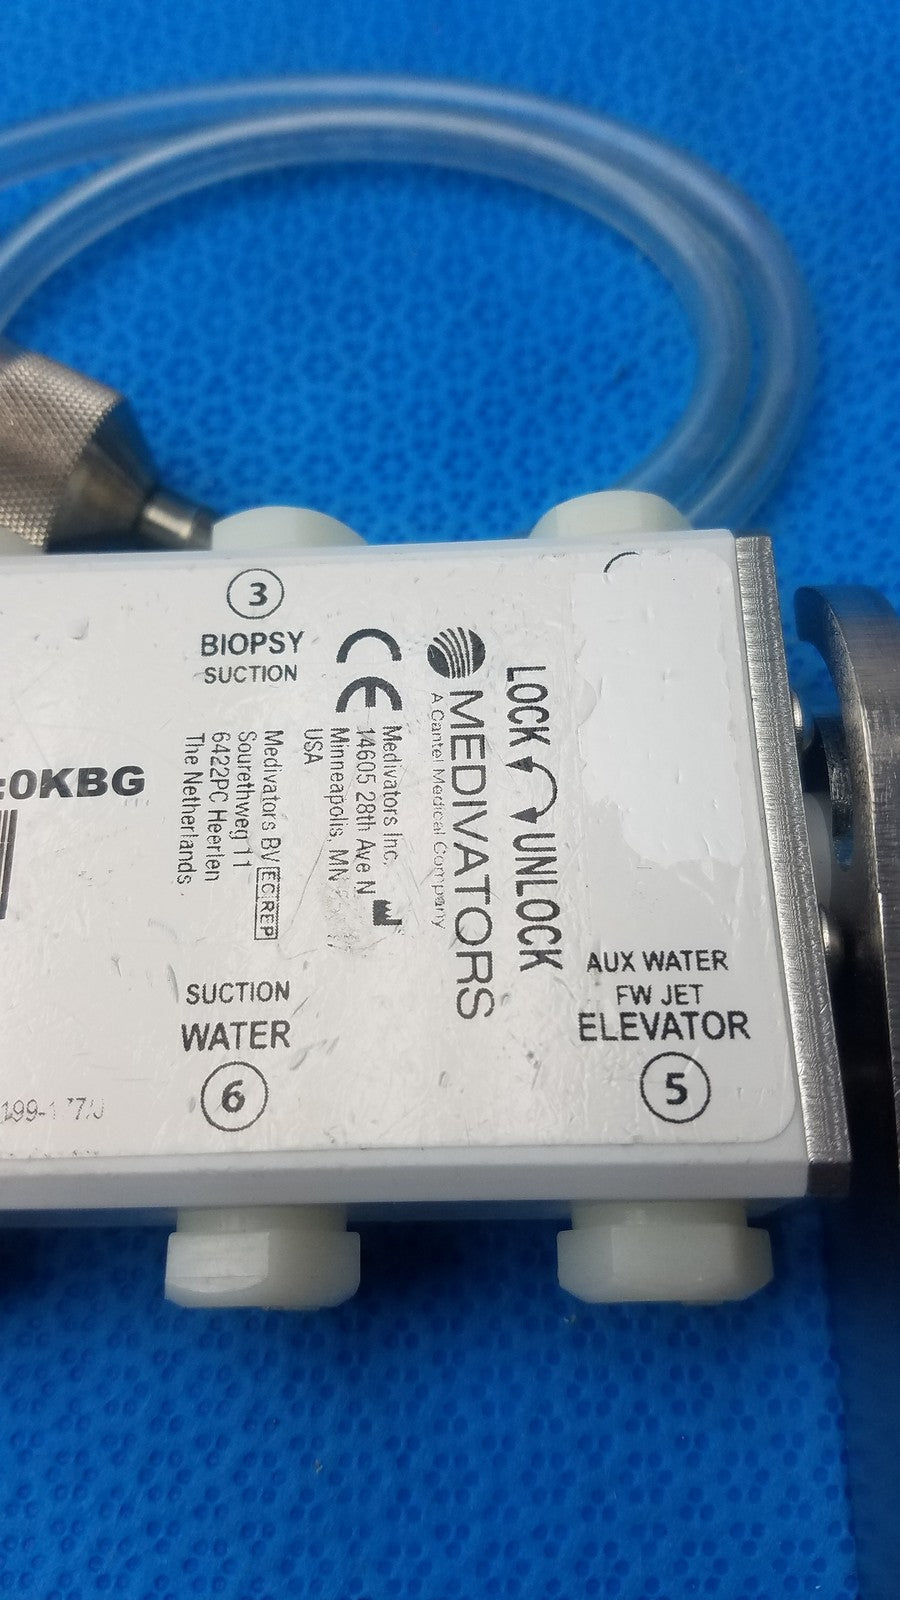 3
BIOPSY
SUCTION
:0KBG
CE
LOCK UNLOCK
MEDIVATORS
A Cantel Medical Company
Medivators Inc.
14605 28th Ave N
Minneapolis, MN
USA
Medivators BV EC REP
Sourethweg 11
6422PC Heerlen
The Netherlands
SUCTION
WATER
6
AUX WATER
FW JET
ELEVATOR
5